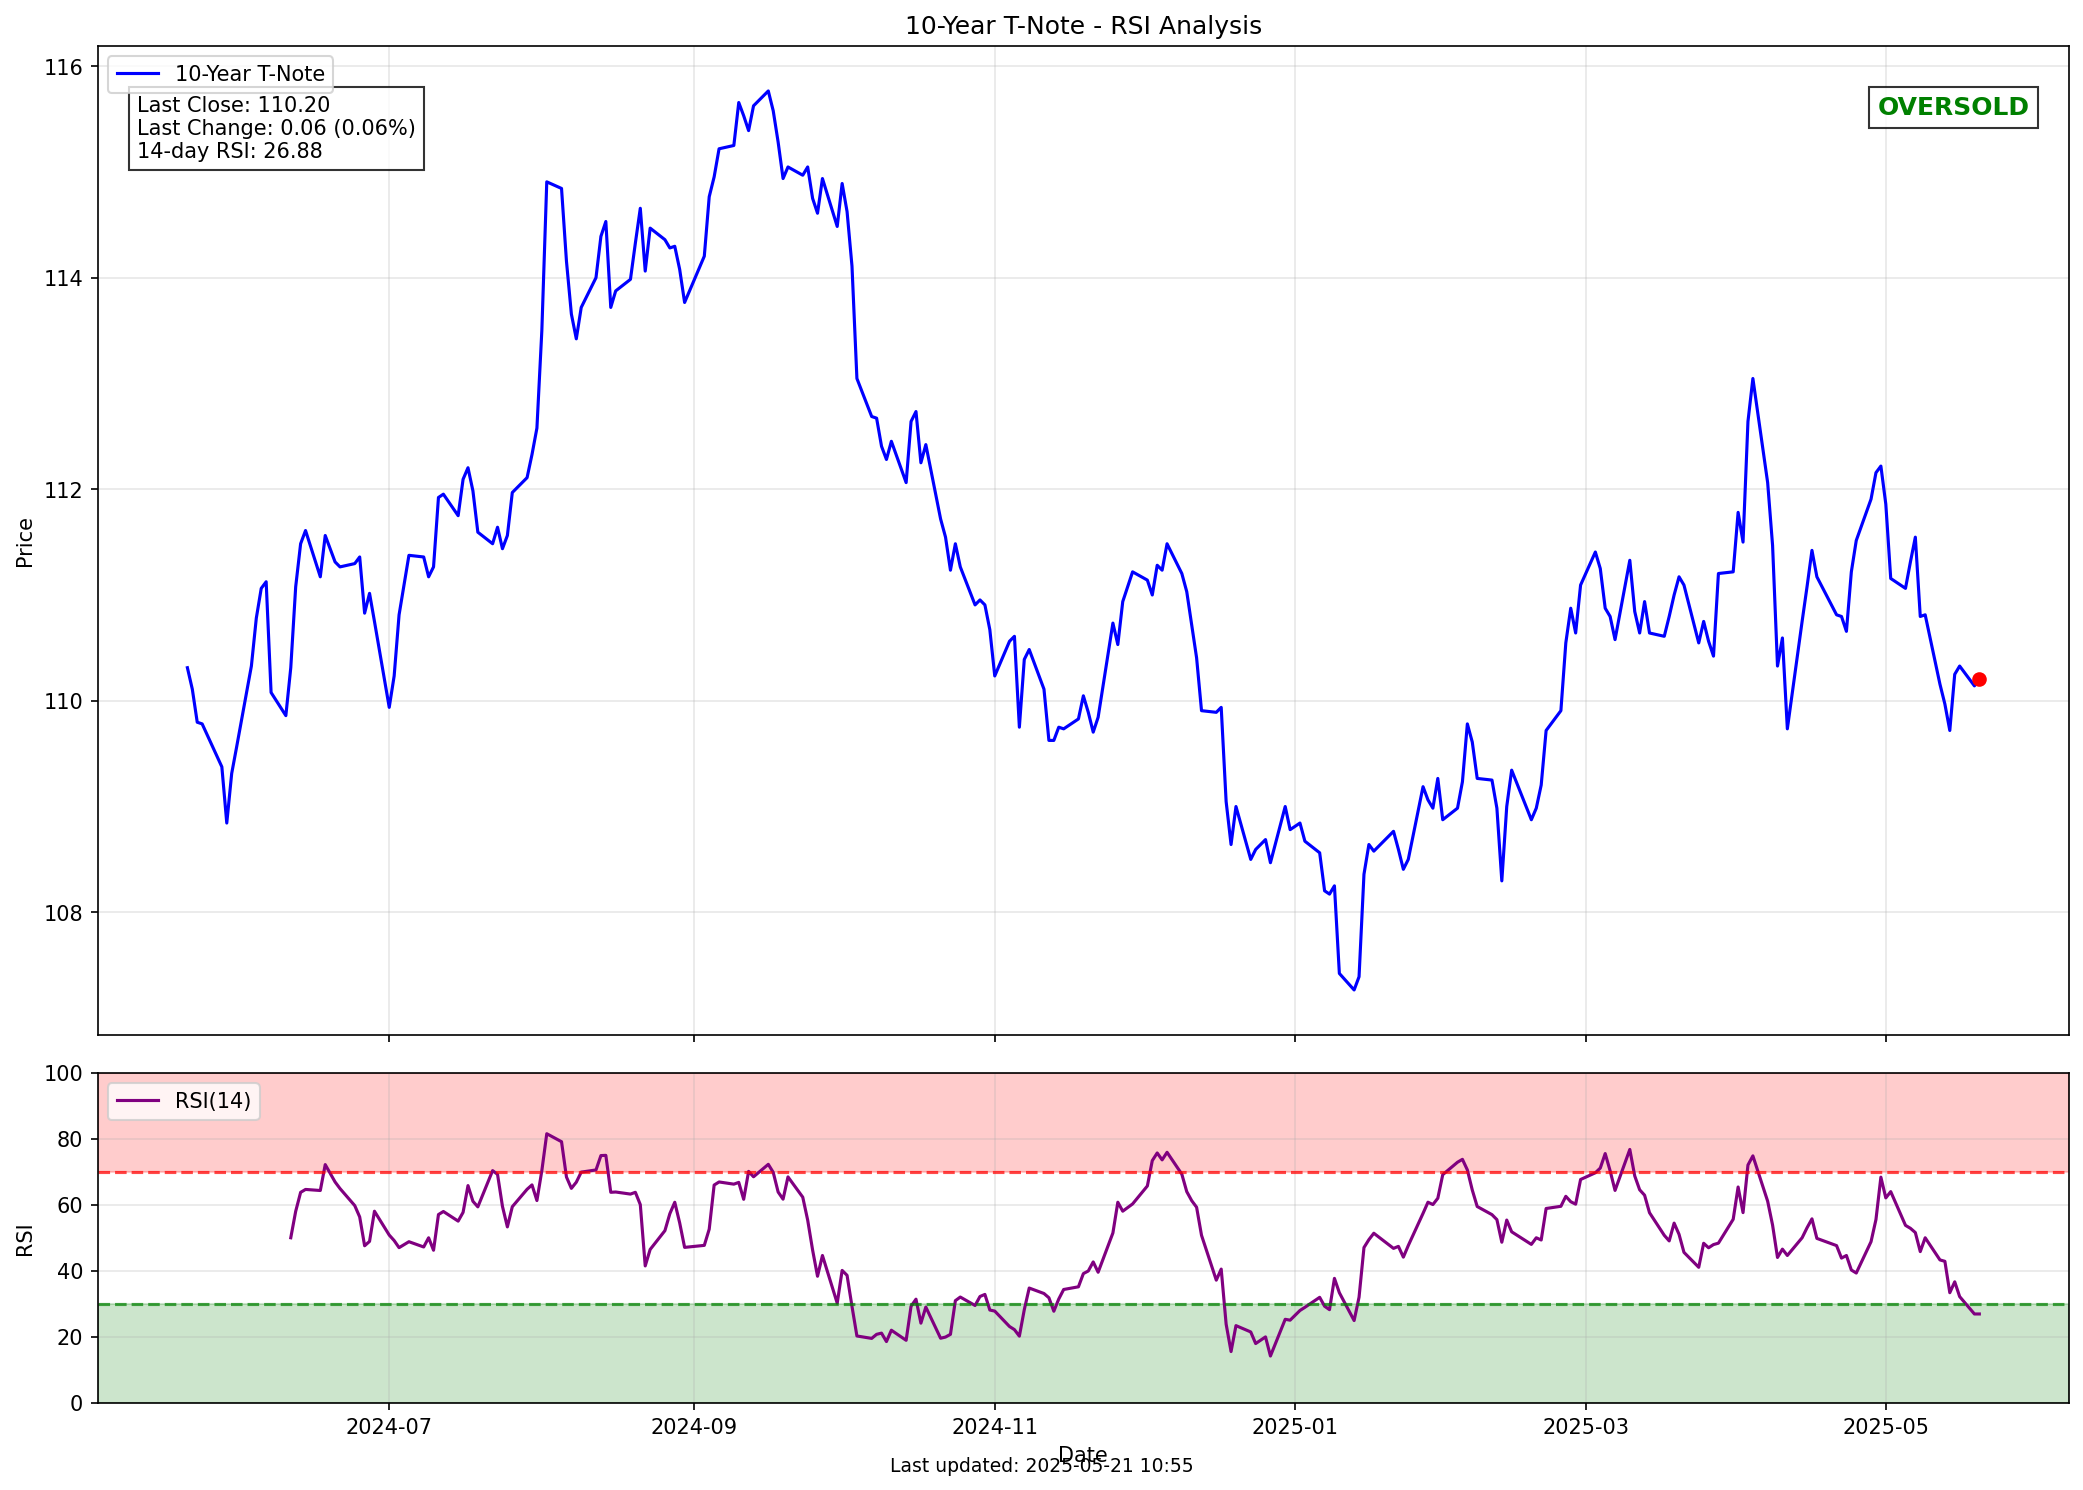 10-Year T-Note - RSI Analysis
116
10-Year T-Note
Last Close: 110.20
Last Change: 0.06 (0.06%)
14-day RSI: 26.88
OVERSOLD
114
112
Price
110
108
100
RSI(14)
80
60
RSI
40
20
0
2024-07
2024-09
2024-11
2025-01
2025-03
2025-05
Date
Last updated: 2025-05-21 10:55